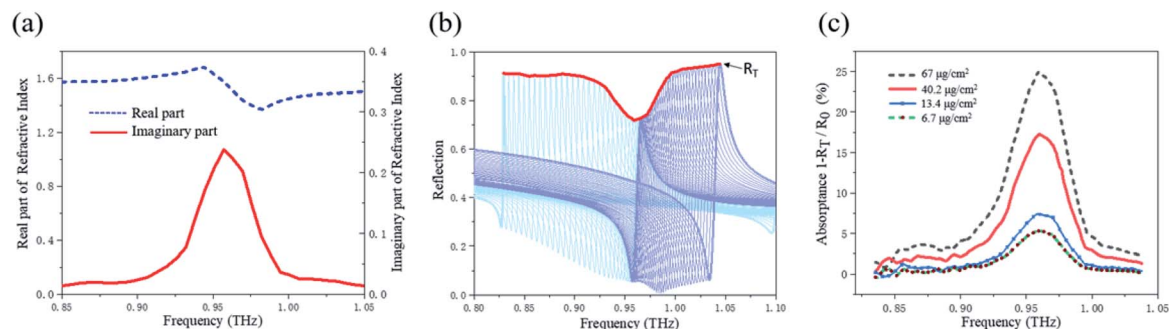 (a)
Real part of Refractive Index
1.6
1.2
0.8
0.4
0.0
Real part
Imaginary part
0.4
0.3
0.2
0.1
0.0
Imaginary part of Refractive Index
0.85 0.90 0.95 1.00 1.05
Frequency (THz)
(b)
Reflection
1.0
0.8
0.6
0.4
0.2
0.0
R_T
0.80 0.85 0.90 0.95 1.00 1.05 1.10
Frequency (THz)
(c)
Absorptance 1-R_T / R_0 (%)
25
20
15
10
5
0
67 μg/cm²
40.2 μg/cm²
13.4 μg/cm²
6.7 μg/cm²
0.85 0.90 0.95 1.00 1.05
Frequency (THz)